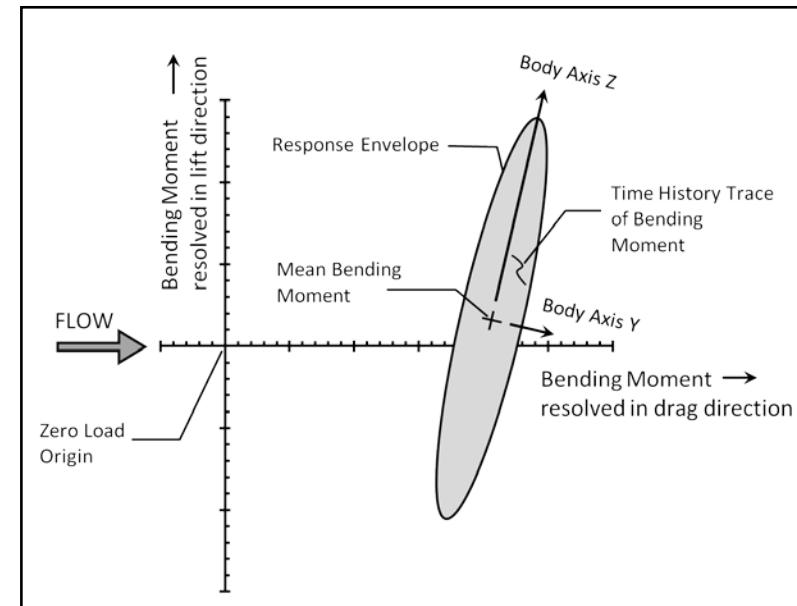 Body Axis Z
Bending Moment →
resolved in lift direction
Response Envelope
Time History Trace
of Bending
Moment
Mean Bending
Moment
FLOW
Body Axis Y
Bending Moment →
resolved in drag direction
Zero Load
Origin